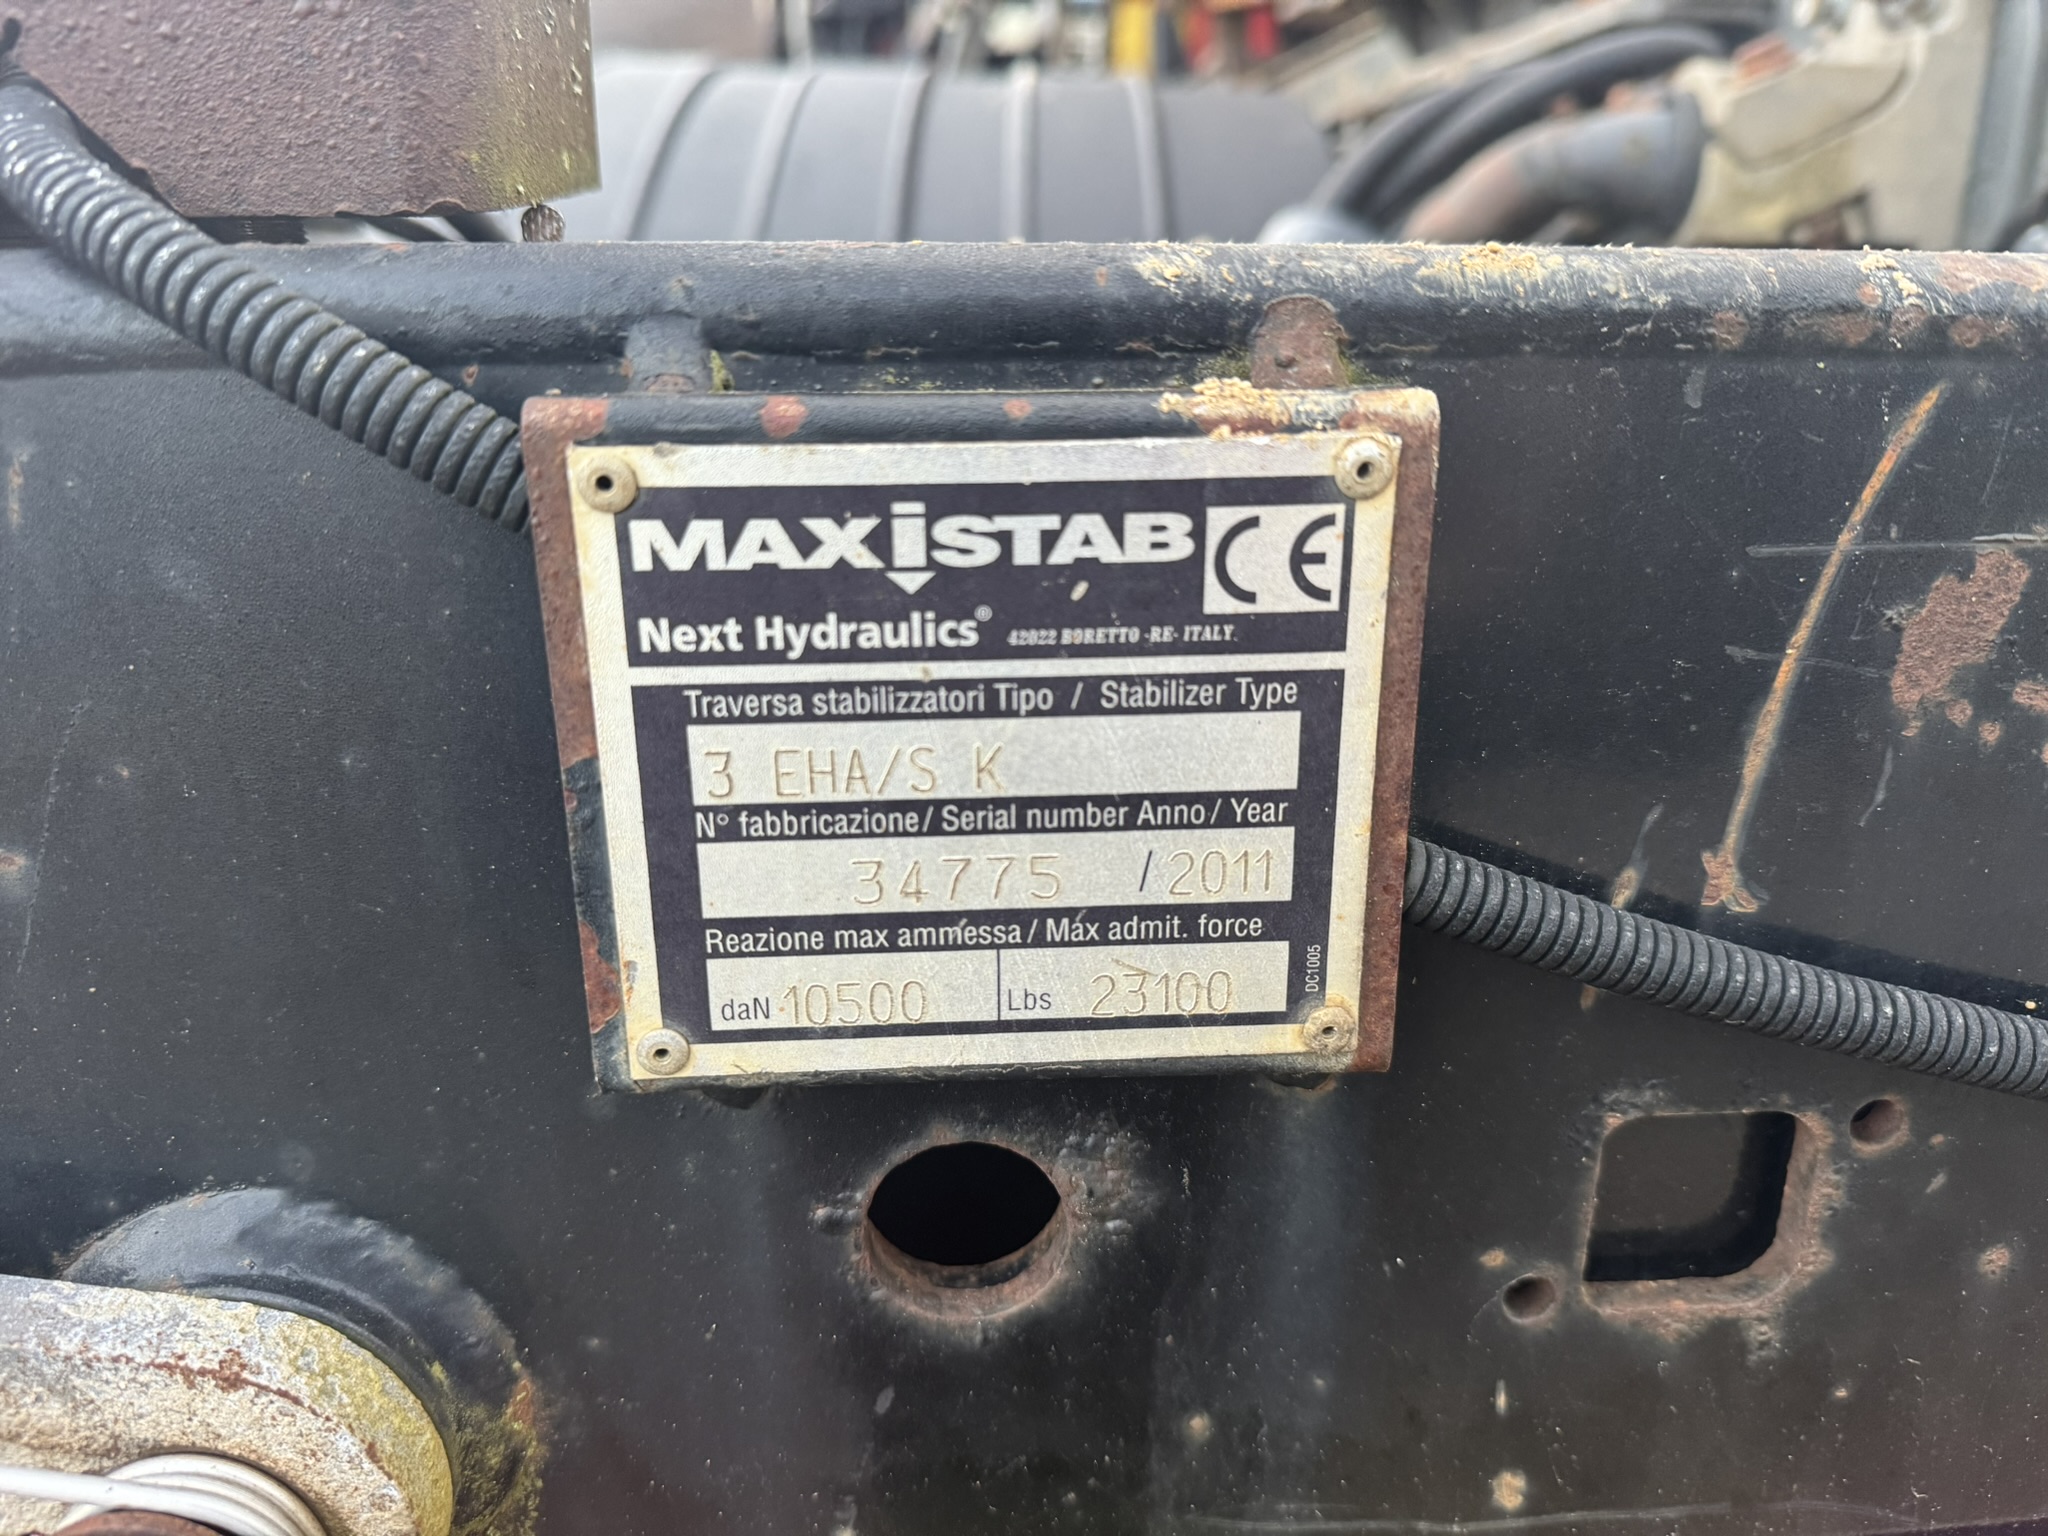 MAXiSTAB CE
Next Hydraulics® 42022 BORETTO -RE- ITALY.
Traversa stabilizzatori Tipo / Stabilizer Type
3 EHA/S K
N° fabbricazione/ Serial number Anno/ Year
34775 /2011
Reazione max ammessa / Max admit. force
daN 10500 Lbs 23100
DC1005